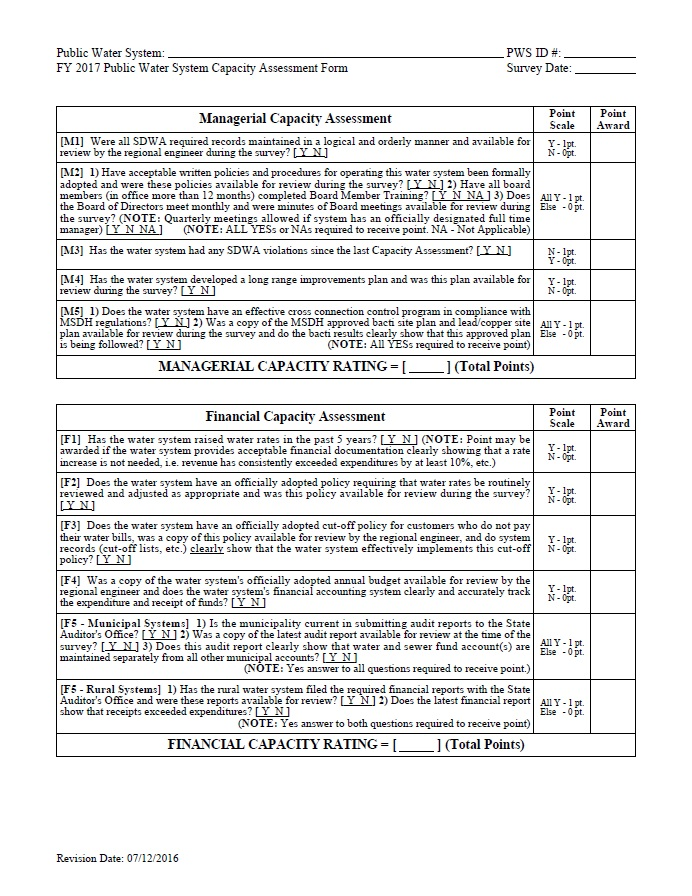 Public Water System: ______ PWS ID #: ______
FY 2017 Public Water System Capacity Assessment Form Survey Date: ______
Managerial Capacity Assessment Point Scale Point Award
[M1] Were all SDWA required records maintained in a logical and orderly manner and available for
review by the regional engineer during the survey? [ Y N ]
Y - 1pt.
N - 0pt.
[M2] 1) Have acceptable written policies and procedures for operating this water system been formally
adopted and were these policies available for review during the survey? [ Y N ] 2) Have all board
members (in office more than 12 months) completed Board Member Training? [ Y N NA ] 3) Does
the Board of Directors meet monthly and were minutes of Board meetings available for review during
the survey? (NOTE: Quarterly meetings allowed if system has an officially designated full time
manager) [ Y N NA ] (NOTE: ALL YESs or NAs required to receive point. NA - Not Applicable)
All Y - 1 pt.
Else - 0 pt.
[M3] Has the water system had any SDWA violations since the last Capacity Assessment? [ Y N ]
N - 1pt.
Y - 0pt.
[M4] Has the water system developed a long range improvements plan and was this plan available for
review during the survey? [ Y N ]
Y - 1pt.
N - 0pt.
[M5] 1) Does the water system have an effective cross connection control program in compliance with
MSDH regulations? [ Y N ] 2) Was a copy of the MSDH approved bacti site plan and lead/copper site
plan available for review during the survey and do the bacti results clearly show that this approved plan
is being followed? [ Y N ] (NOTE: All YESs required to receive point)
All Y - 1 pt.
Else - 0 pt.
MANAGERIAL CAPACITY RATING = [ _____ ] (Total Points)
Financial Capacity Assessment Point Scale Point Award
[F1] Has the water system raised water rates in the past 5 years? [ Y N ] (NOTE: Point may be
awarded if the water system provides acceptable financial documentation clearly showing that a rate
increase is not needed, i.e. revenue has consistently exceeded expenditures by at least 10%, etc.)
Y - 1pt.
N - 0pt.
[F2] Does the water system have an officially adopted policy requiring that water rates be routinely
reviewed and adjusted as appropriate and was this policy available for review during the survey?
[ Y N ]
Y - 1pt.
N - 0pt.
[F3] Does the water system have an officially adopted cut-off policy for customers who do not pay
their water bills, was a copy of this policy available for review by the regional engineer, and do system
records (cut-off lists, etc.) clearly show that the water system effectively implements this cut-off
policy? [ Y N ]
Y - 1pt.
N - 0pt.
[F4] Was a copy of the water system's officially adopted annual budget available for review by the
regional engineer and does the water system's financial accounting system clearly and accurately track
the expenditure and receipt of funds? [ Y N ]
Y - 1pt.
N - 0pt.
[F5 - Municipal Systems] 1) Is the municipality current in submitting audit reports to the State
Auditor's Office? [ Y N ] 2) Was a copy of the latest audit report available for review at the time of the
survey? [ Y N ] 3) Does this audit report clearly show that water and sewer fund account(s) are
maintained separately from all other municipal accounts? [ Y N ]
(NOTE: Yes answer to all questions required to receive point.)
All Y - 1 pt.
Else - 0 pt.
[F5 - Rural Systems] 1) Has the rural water system filed the required financial reports with the State
Auditor's Office and were these reports available for review? [ Y N ] 2) Does the latest financial report
show that receipts exceeded expenditures? [ Y N ]
(NOTE: Yes answer to both questions required to receive point)
All Y - 1 pt.
Else - 0 pt.
FINANCIAL CAPACITY RATING = [ _____ ] (Total Points)
Revision Date: 07/12/2016